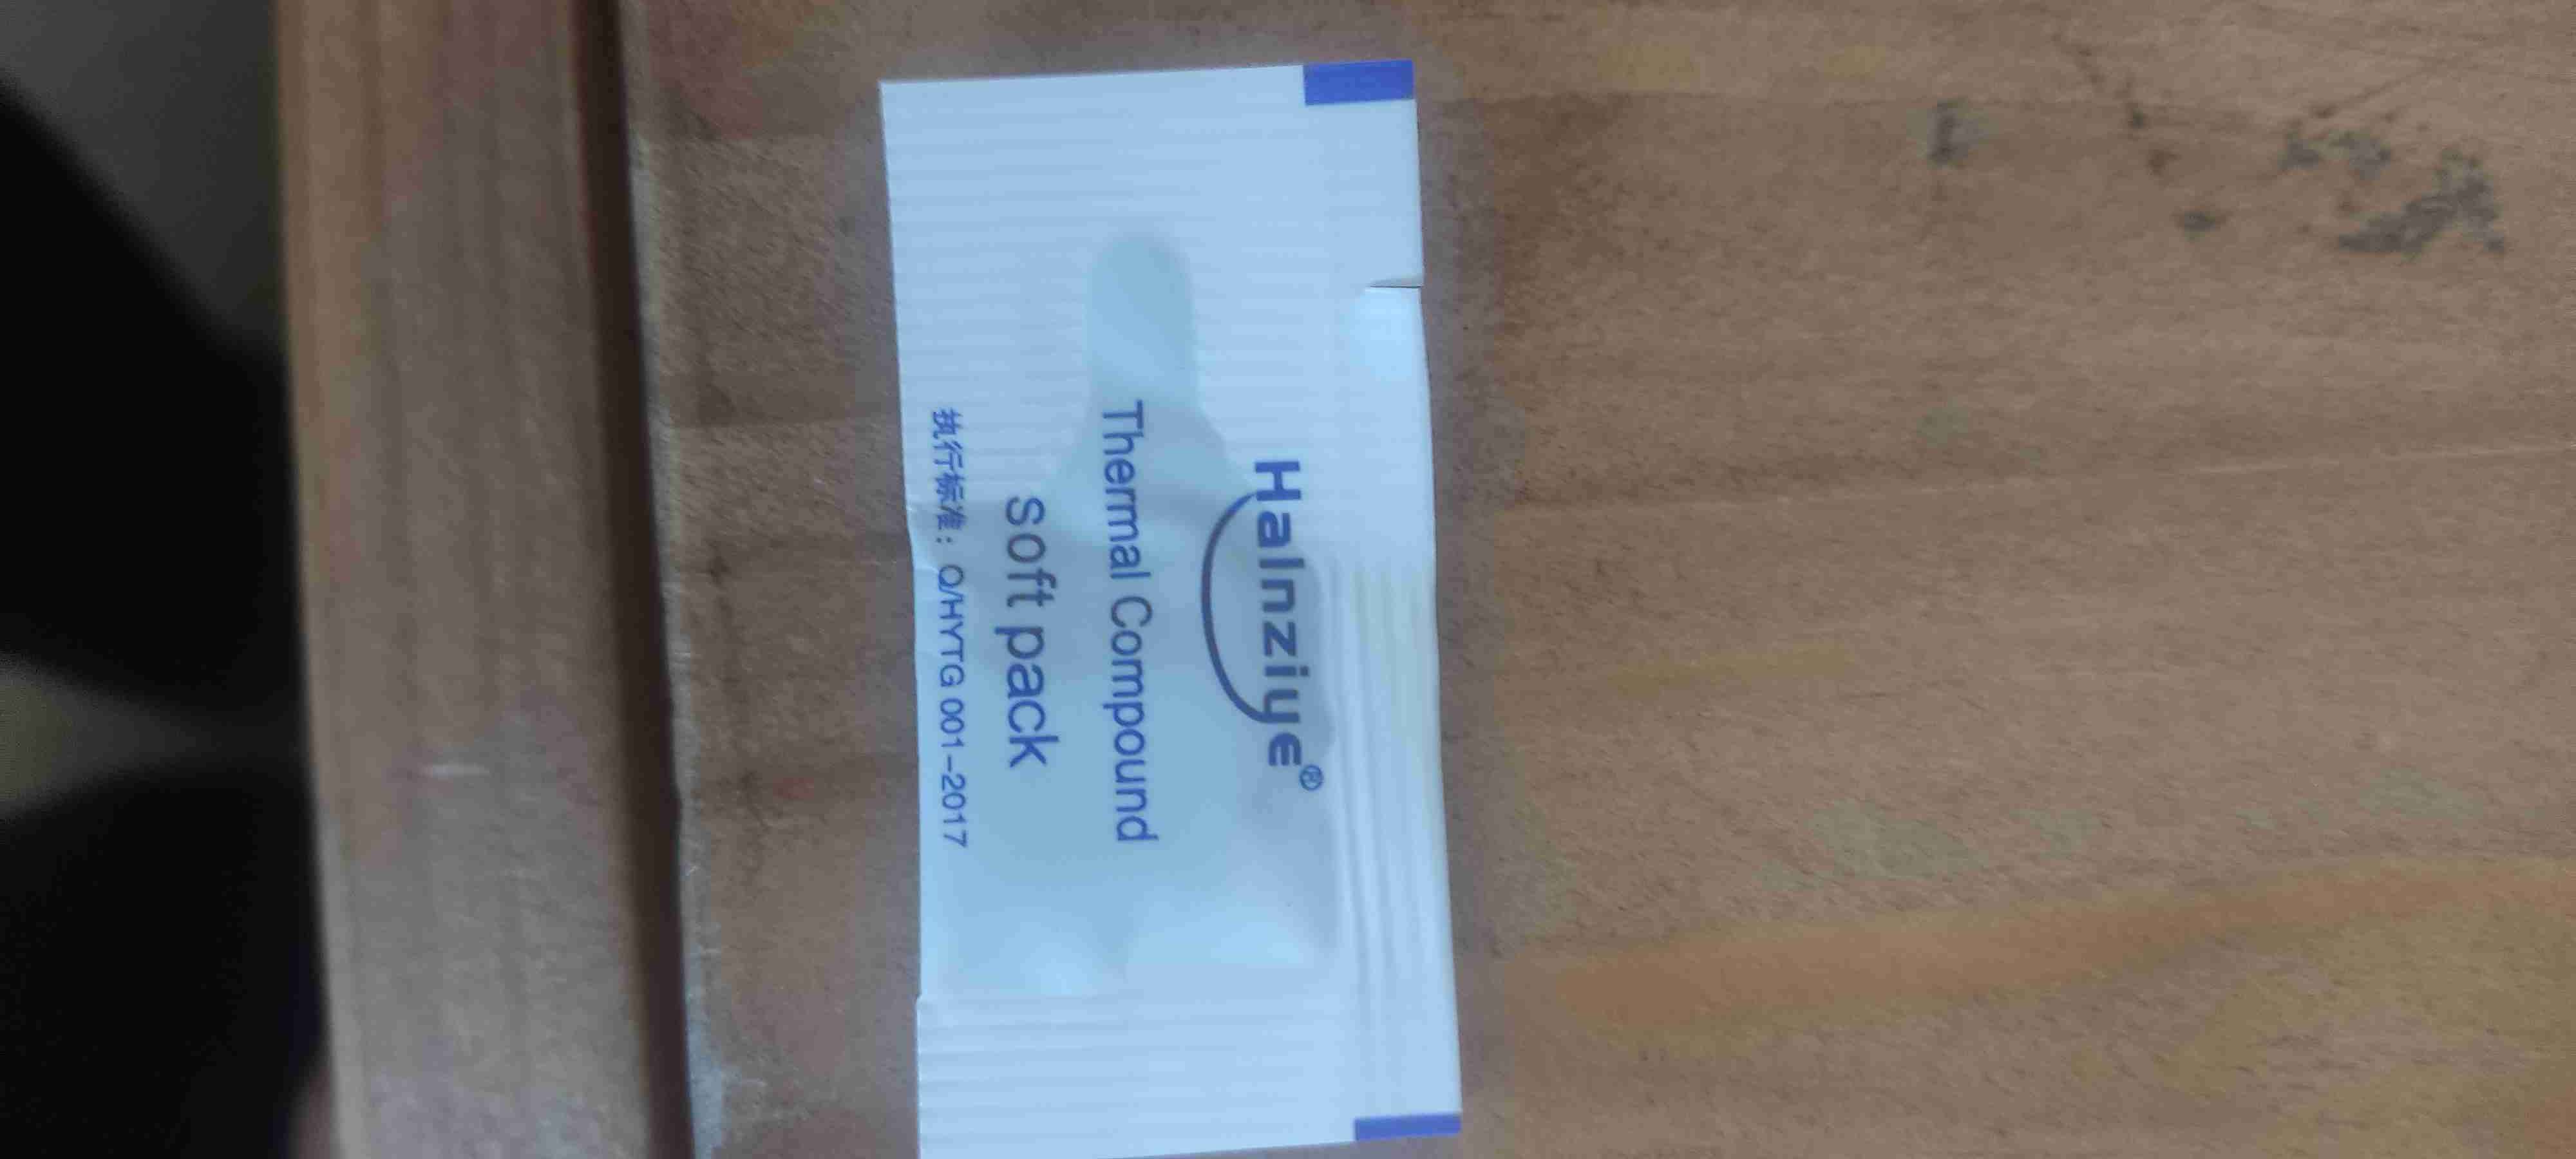 Halnziye®
Thermal Compound
soft pack
执行标准：Q/HYTG 001-2017